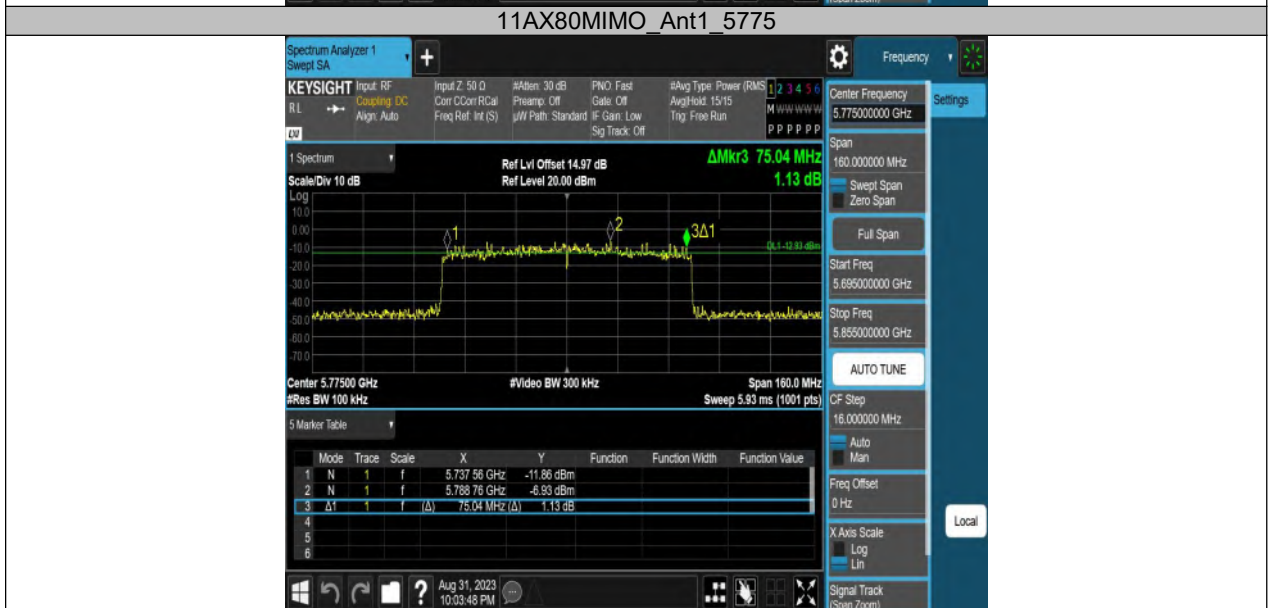 11AX80MIMO_Ant1_5775
Spectrum Analyzer 1
Swept SA
+
Frequency
KEYSIGHT Input: RF Input Z: 50 Ω #Atten: 30 dB PNO: Fast #Avg Type: Power (RMS 1 2 3 4 5 6
RL Coupling: DC Corr CCorr RCal Preamp: Off Gate: Off Avg|Hold: 15/15 M W W W W W
Align: Auto Freq Ref: Int (S) µW Path: Standard IF Gain: Low Trig: Free Run
Sig Track: Off P P P P P P
Settings
Center Frequency
5.775000000 GHz
Span
160.000000 MHz
Swept Span
Zero Span
Full Span
Start Freq
5.695000000 GHz
Stop Freq
5.855000000 GHz
AUTO TUNE
CF Step
16.000000 MHz
Auto
Man
Freq Offset
0 Hz
X Axis Scale
Log
Lin
Signal Track
(Span Zoom)
Local
1 Spectrum
Ref Lvl Offset 14.97 dB ΔMkr3 75.04 MHz
Scale/Div 10 dB Ref Level 20.00 dBm 1.13 dB
Log
10.0
0.00
-10.0
-20.0
-30.0
-40.0
-50.0
-60.0
-70.0
1
2
3Δ1
DL1 -12.93 dBm
Center 5.77500 GHz #Video BW 300 kHz Span 160.0 MHz
#Res BW 100 kHz Sweep 5.93 ms (1001 pts)
5 Marker Table
Mode Trace Scale X Y Function Function Width Function Value
1 N 1 f 5.737 56 GHz -11.86 dBm
2 N 1 f 5.788 76 GHz -6.93 dBm
3 Δ1 1 f (Δ) 75.04 MHz (Δ) 1.13 dB
4
5
6
? Aug 31, 2023
10:03:48 PM